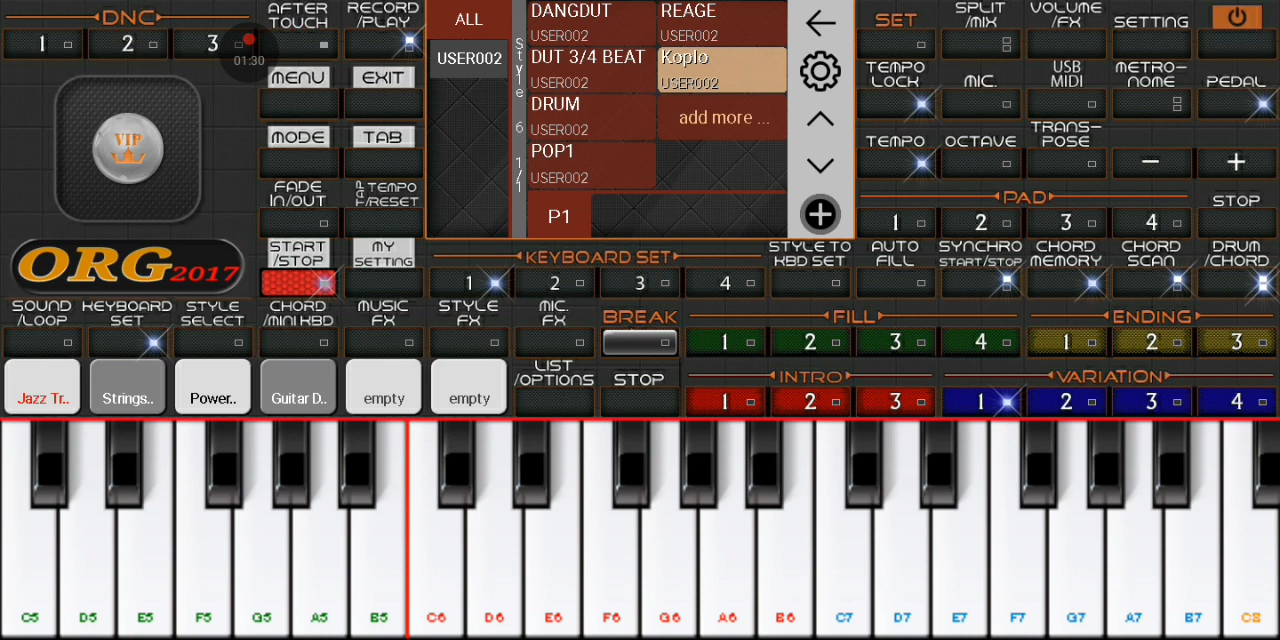 DNC
1 2 3
01:30
AFTER TOUCH
RECORD /PLAY
MENU
EXIT
MODE
TAB
FADE IN/OUT
TEMPO /RESET
START /STOP
MY SETTING
VIP
ORG 2017
ALL
USER002
Style 6 1/1
DANGDUT
USER002
REAGE
USER002
DUT 3/4 BEAT
USER002
Koplo
USER002
DRUM
USER002
add more ...
POP1
USER002
P1
SET
SPLIT /MIX
VOLUME /FX
SETTING
TEMPO LOCK
MIC.
USB MIDI
METRO-NOME
PEDAL
TEMPO
OCTAVE
TRANS-POSE
− +
PAD
1 2 3 4
STOP
KEYBOARD SET
1 2 3 4
STYLE TO KBD SET
AUTO FILL
SYNCHRO START/STOP
CHORD MEMORY
CHORD SCAN
DRUM /CHORD
SOUND /LOOP
KEYBOARD SET
STYLE SELECT
CHORD /MINI KBD
MUSIC FX
STYLE FX
MIC. FX
BREAK
FILL
1 2 3 4
ENDING
1 2 3
Jazz Tr..
Strings..
Power..
Guitar D..
empty
empty
LIST /OPTIONS
STOP
INTRO
1 2 3
VARIATION
1 2 3 4
C5 D5 E5 F5 G5 A5 B5 C6 D6 E6 F6 G6 A6 B6 C7 D7 E7 F7 G7 A7 B7 C8